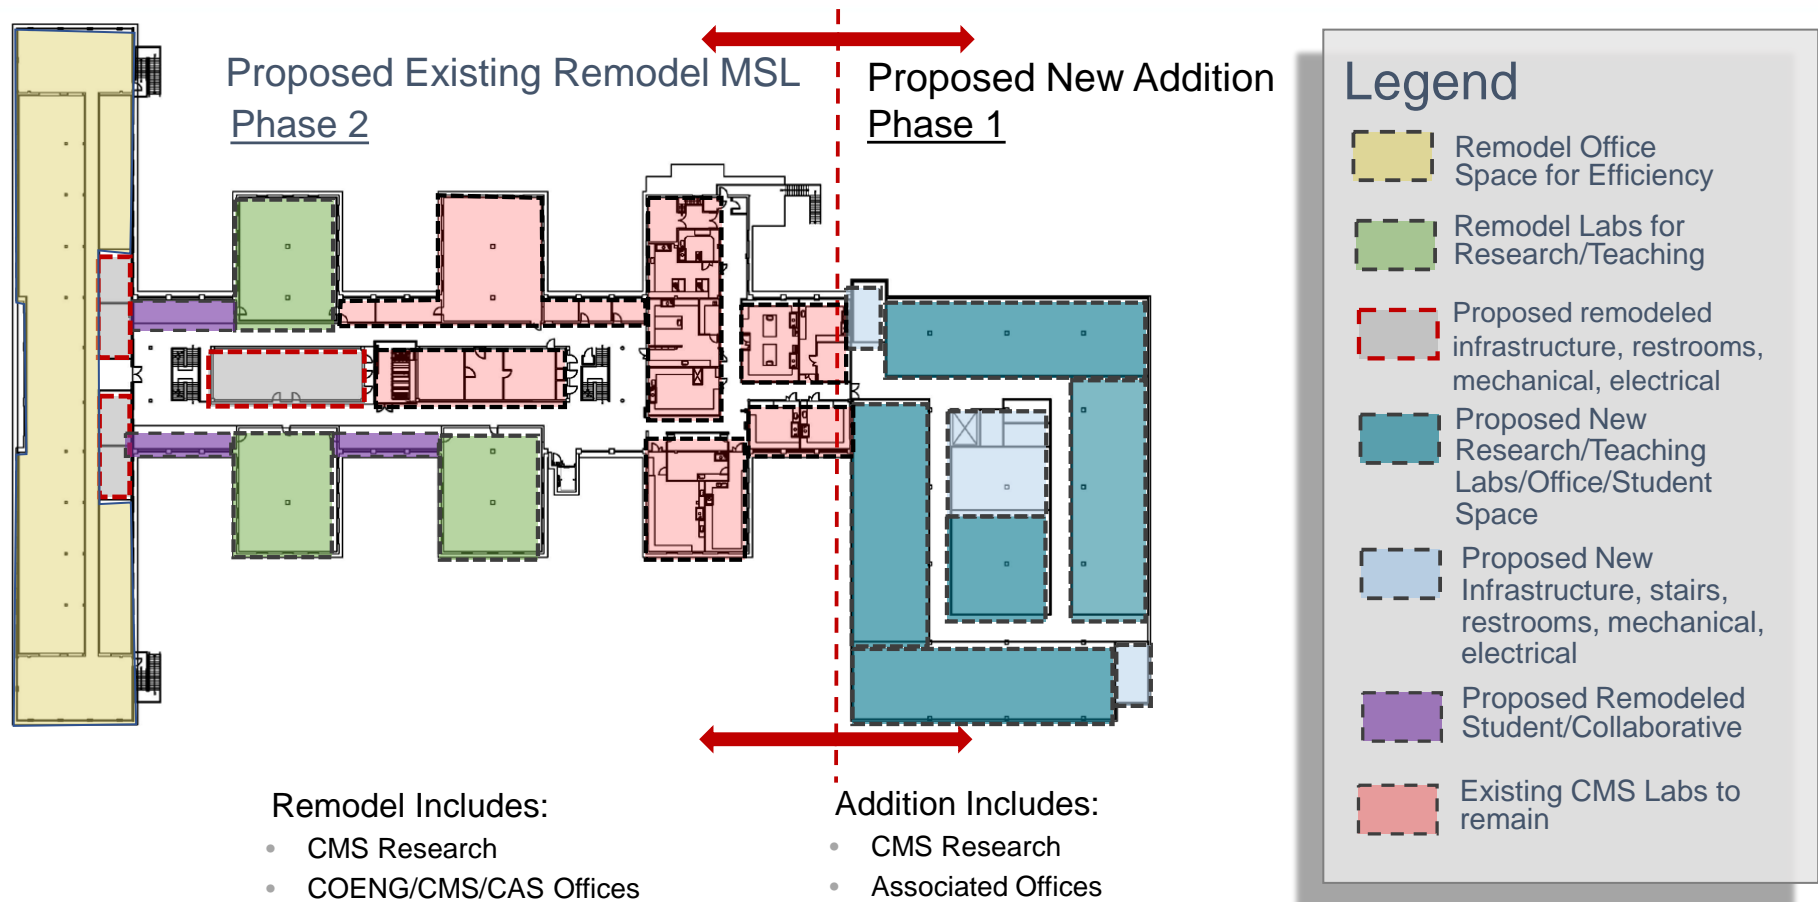 Proposed Existing Remodel MSL
Phase 2
Proposed New Addition
Phase 1
Remodel Includes:
• CMS Research
• COENG/CMS/CAS Offices
Addition Includes:
• CMS Research
• Associated Offices
Legend
Remodel Office
Space for Efficiency
Remodel Labs for
Research/Teaching
Proposed remodeled
infrastructure, restrooms,
mechanical, electrical
Proposed New
Research/Teaching
Labs/Office/Student
Space
Proposed New
Infrastructure, stairs,
restrooms, mechanical,
electrical
Proposed Remodeled
Student/Collaborative
Existing CMS Labs to
remain